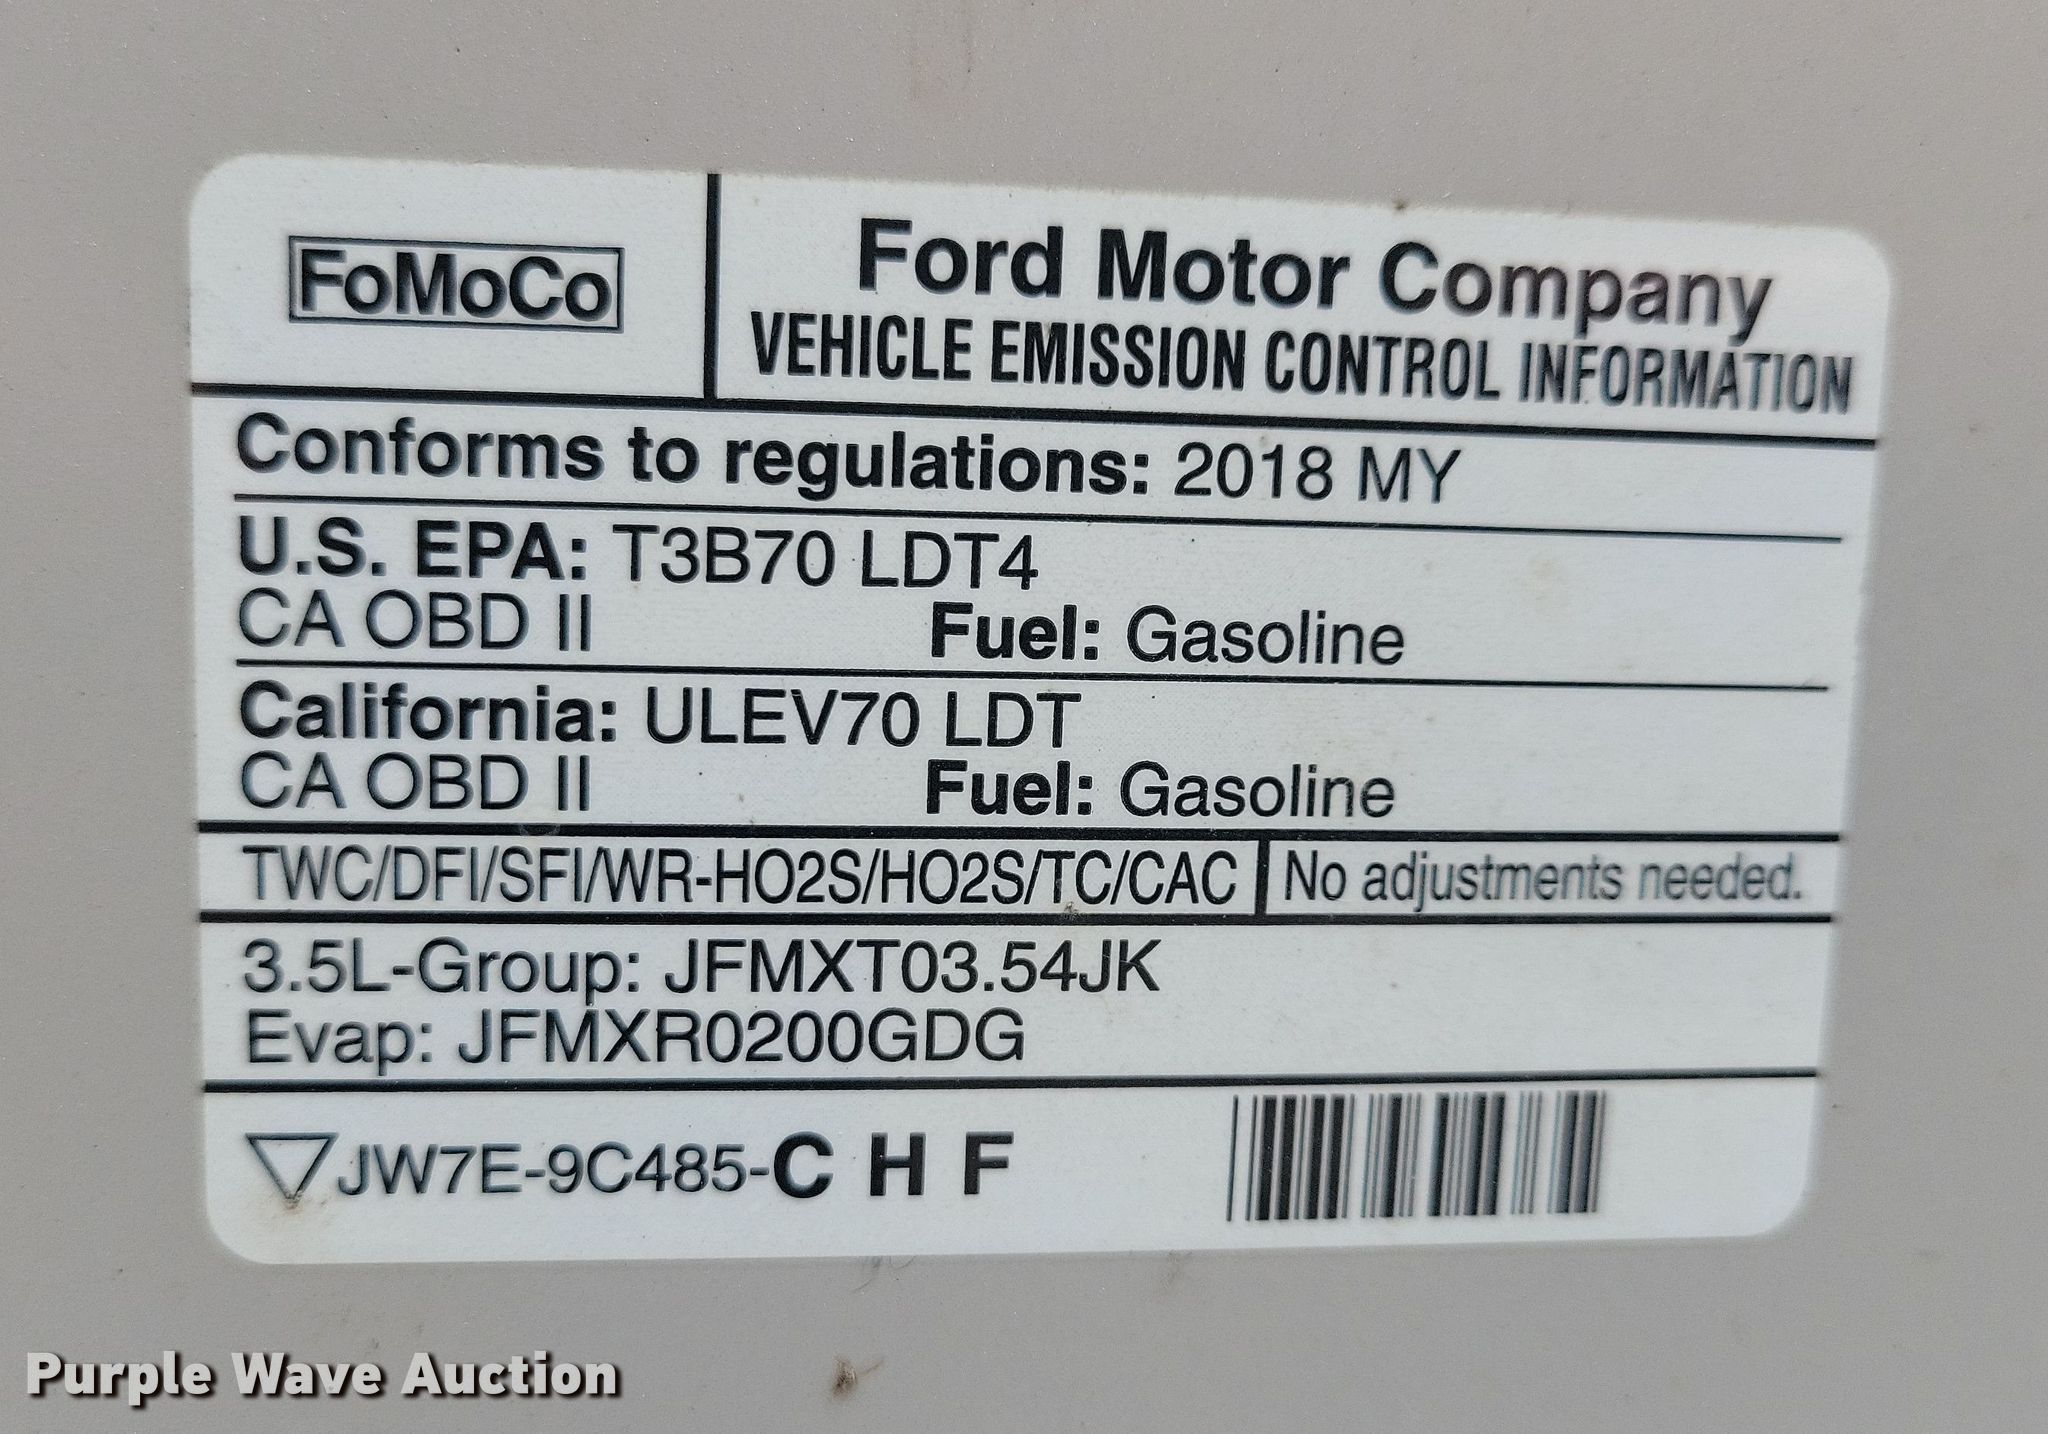 FoMoCo
Ford Motor Company
VEHICLE EMISSION CONTROL INFORMATION
Conforms to regulations: 2018 MY
U.S. EPA: T3B70 LDT4
CA OBD II Fuel: Gasoline
California: ULEV70 LDT
CA OBD II Fuel: Gasoline
TWC/DFI/SFI/WR-HO2S/HO2S/TC/CAC No adjustments needed.
3.5L-Group: JFMXT03.54JK
Evap: JFMXR0200GDG
JW7E-9C485-C H F
Purple Wave Auction